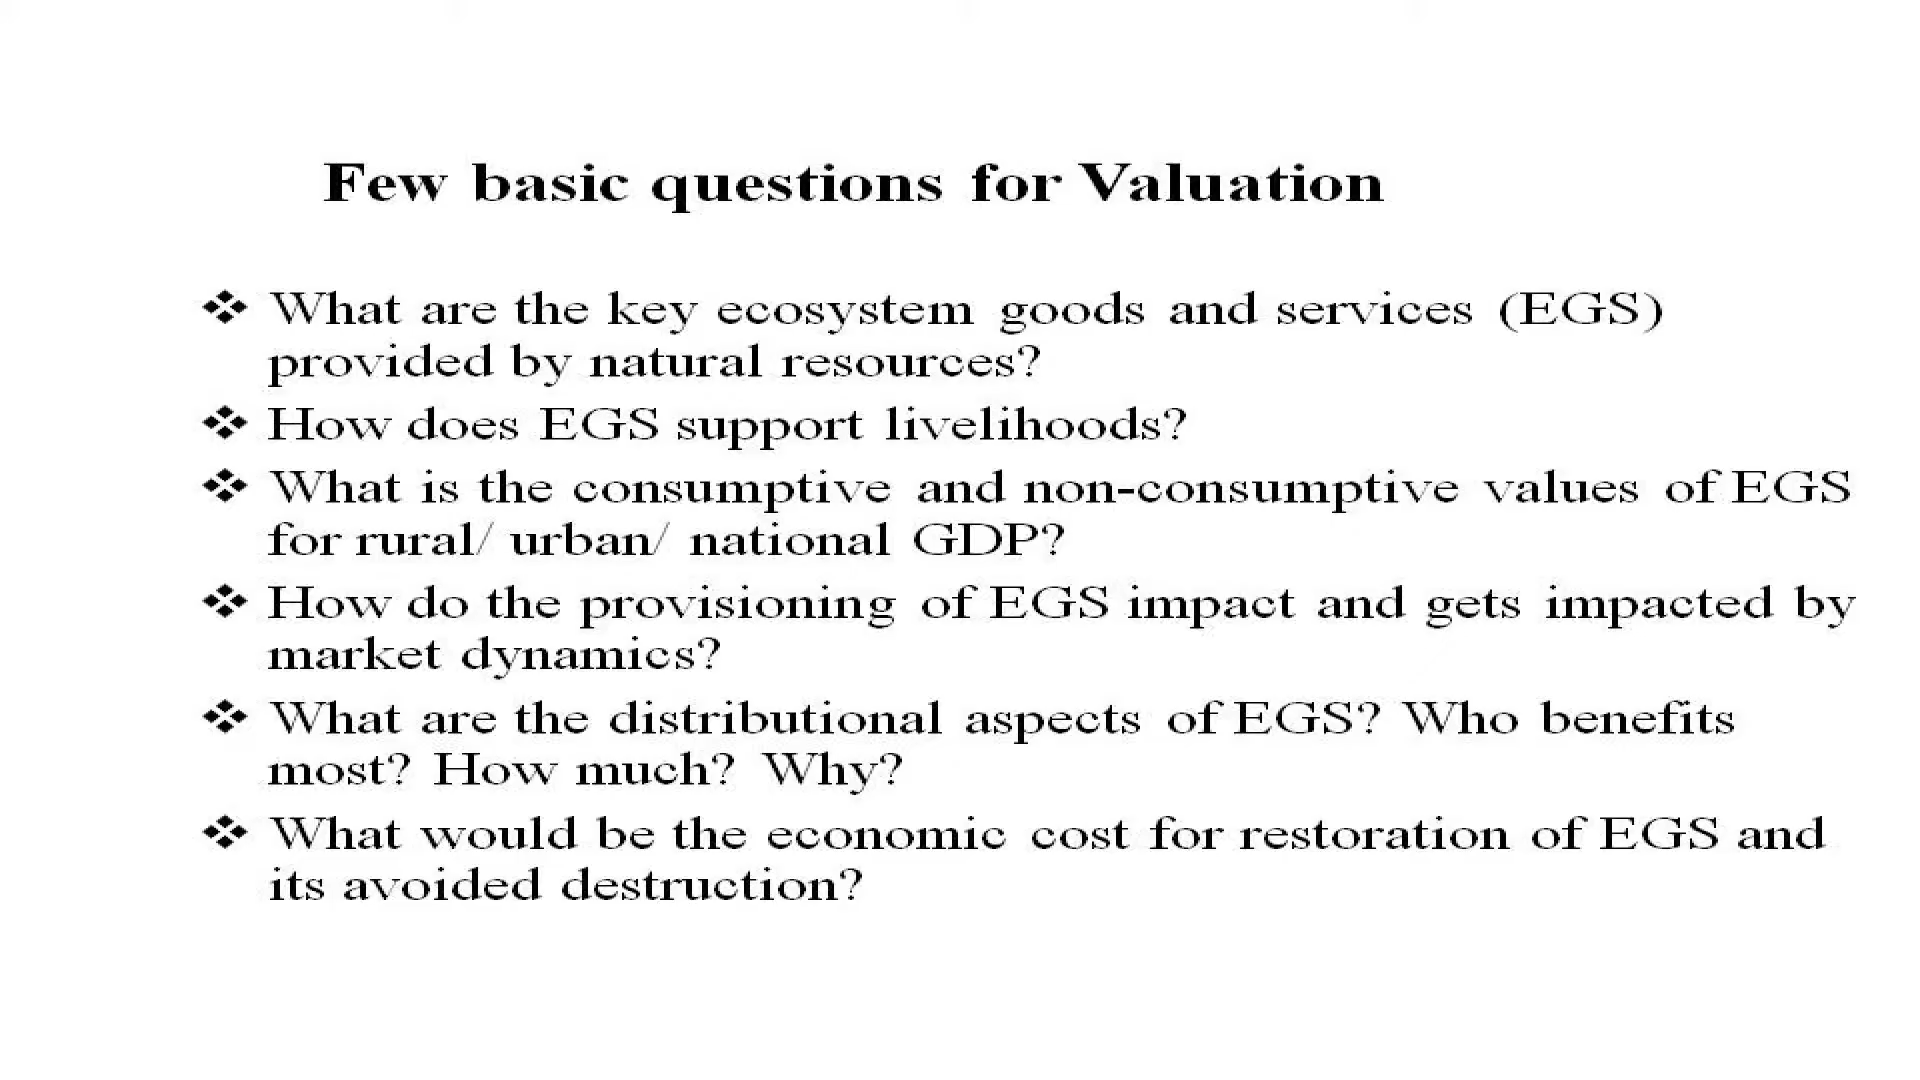 Few basic questions for Valuation
❖ What are the key ecosystem goods and services (EGS)
provided by natural resources?
❖ How does EGS support livelihoods?
❖ What is the consumptive and non-consumptive values of EGS
for rural/ urban/ national GDP?
❖ How do the provisioning of EGS impact and gets impacted by
market dynamics?
❖ What are the distributional aspects of EGS? Who benefits
most? How much? Why?
❖ What would be the economic cost for restoration of EGS and
its avoided destruction?